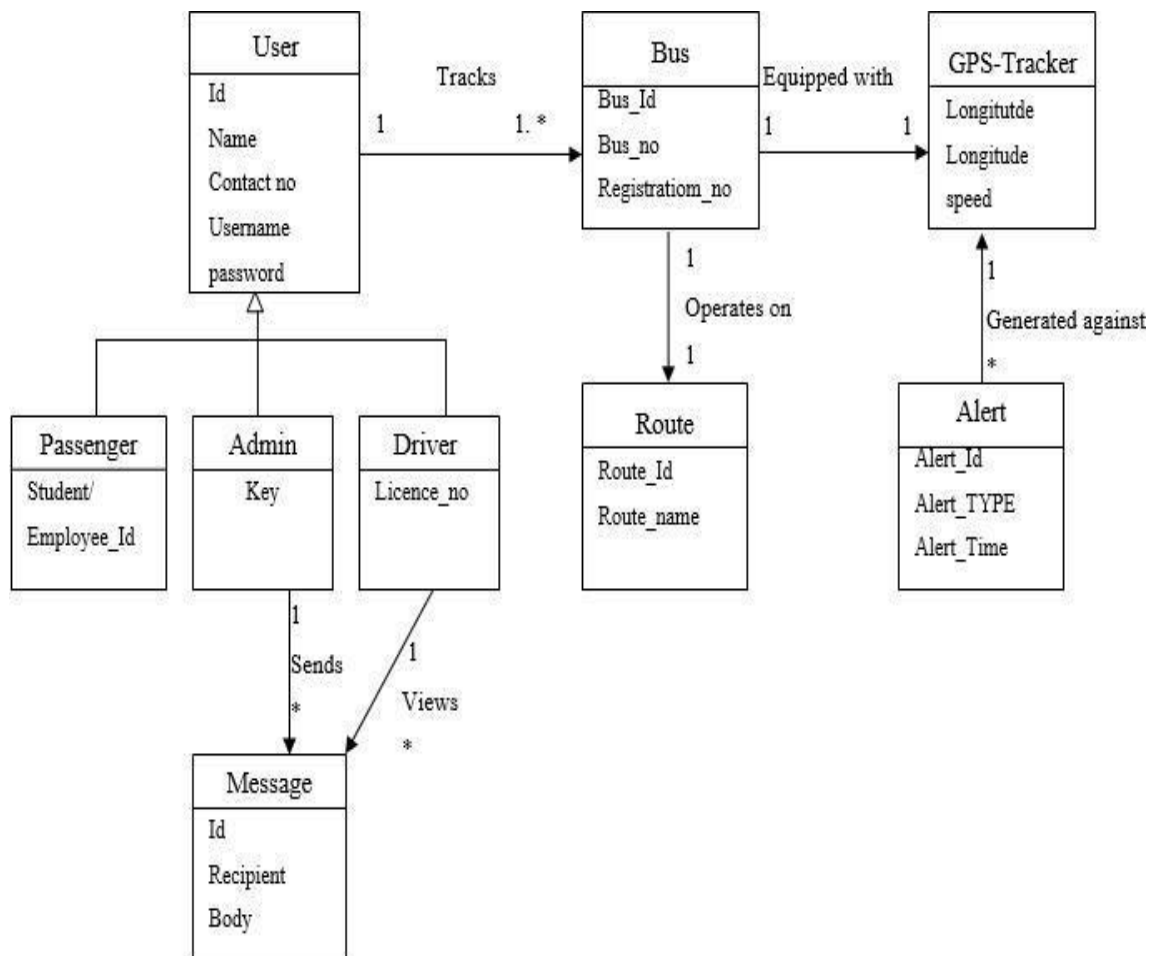 User
Id
Name
Contact no
Username
password
Tracks
1
1. *
Bus
Bus_Id
Bus_no
Registratiom_no
Equipped with
1
1
GPS-Tracker
Longitutde
Longitude
speed
1
Operates on
1
1
Generated against
*
Passenger
Student/
Employee_Id
Admin
Key
Driver
Licence_no
Route
Route_Id
Route_name
Alert
Alert_Id
Alert_TYPE
Alert_Time
1
Sends
*
1
Views
*
Message
Id
Recipient
Body